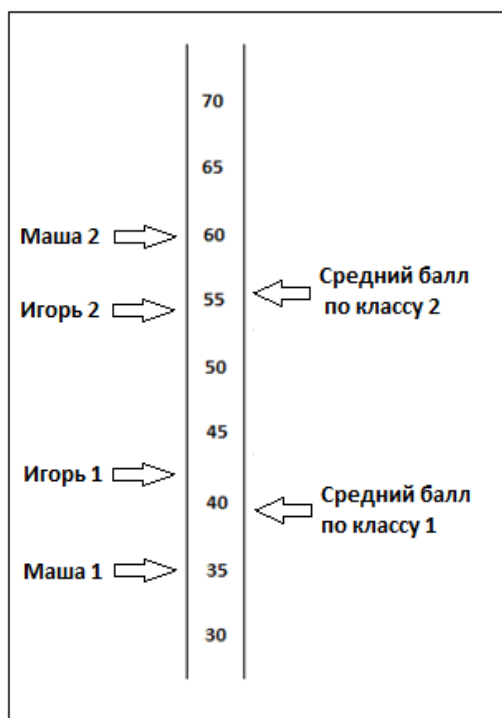 70
65
Маша 2
60
Средний балл
по классу 2
55
Игорь 2
50
45
Игорь 1
40
Средний балл
по классу 1
Маша 1
35
30